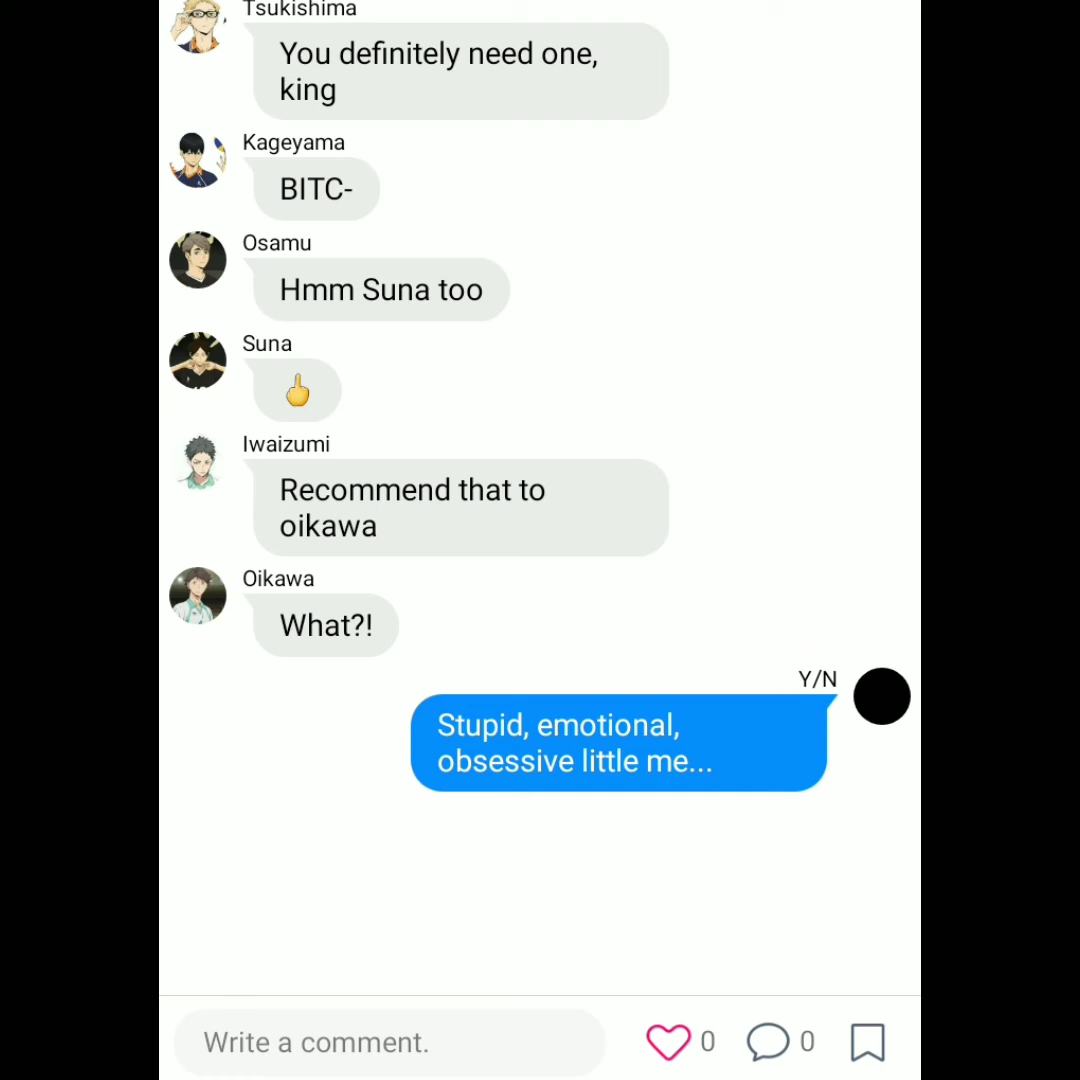 Tsukishima
You definitely need one,
king
Kageyama
BITC-
Osamu
Hmm Suna too
Suna
🖕
Iwaizumi
Recommend that to
oikawa
Oikawa
What?!
Y/N
Stupid, emotional,
obsessive little me...
Write a comment.
0
0